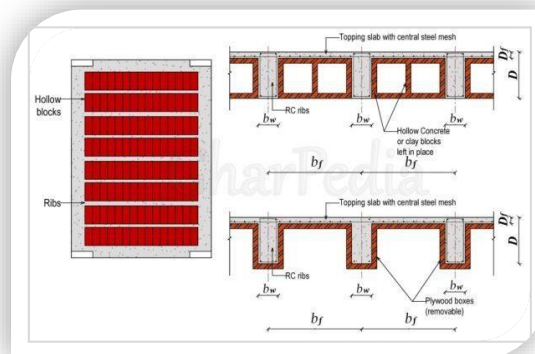 Hollow
blocks
Ribs
Topping slab with central steel mesh
Df
D
RC ribs
bw
bw
bw
Hollow Concrete
or clay blocks
left in place
bf
bf
Topping slab with central steel mesh
Df
D
RC ribs
bw
bw
bw
Plywood boxes
(removable)
bf
bf